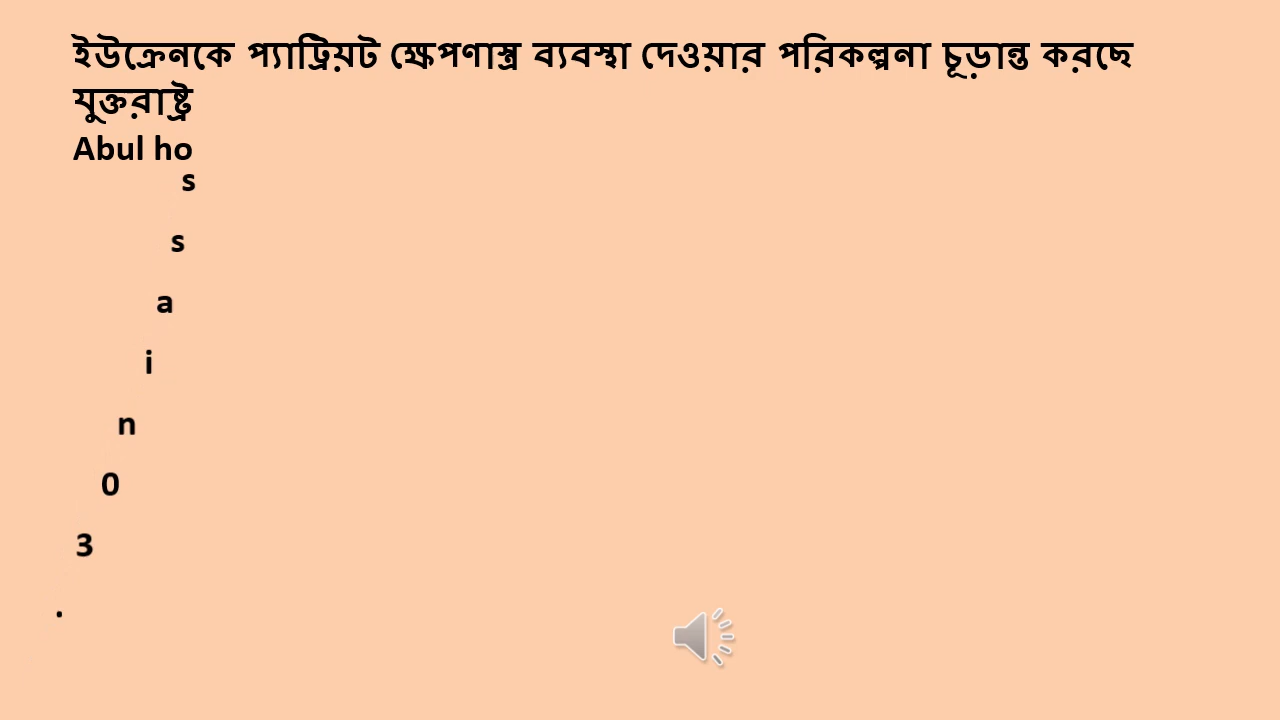 ইউক্রেনকে প্যাট্রিয়ট ক্ষেপণাস্ত্র ব্যবস্থা দেওয়ার পরিকল্পনা চূড়ান্ত করছে
যুক্তরাষ্ট্র
Abul ho
s
s
a
i
n
0
3
.